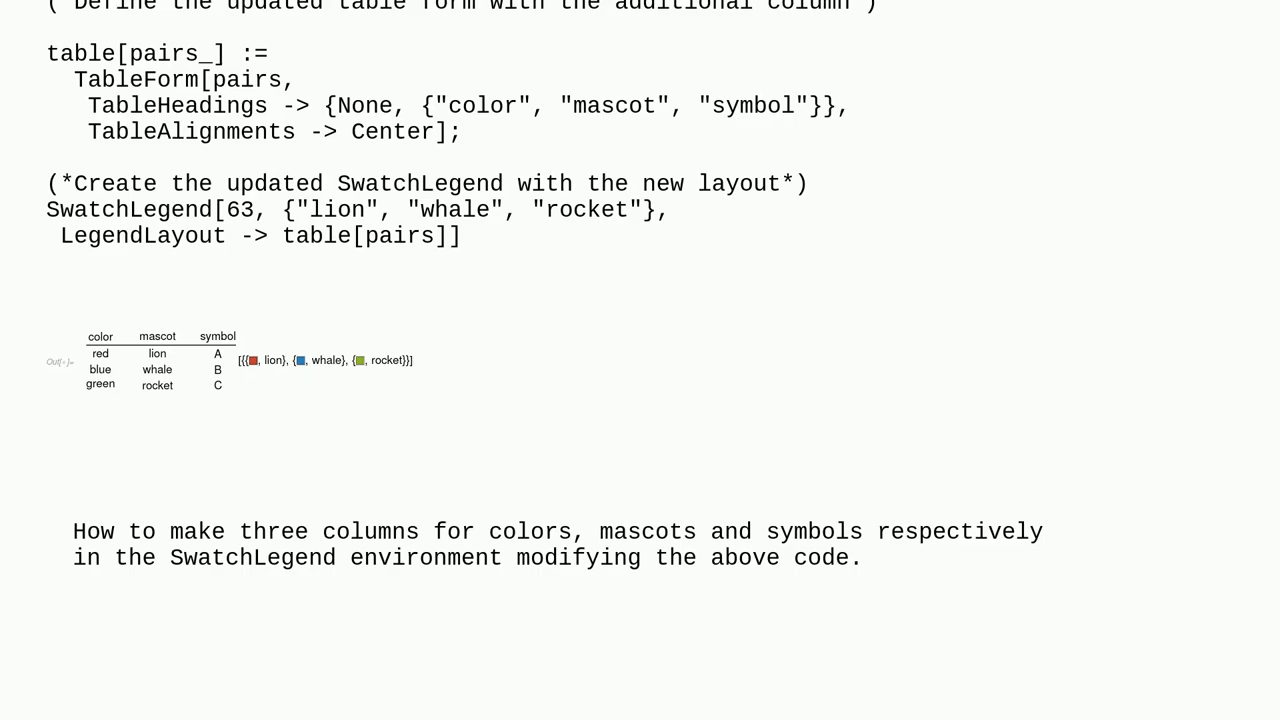 (*Define the updated table form with the additional column*)
table[pairs_] :=
TableForm[pairs,
TableHeadings -> {None, {"color", "mascot", "symbol"}},
TableAlignments -> Center];
(*Create the updated SwatchLegend with the new layout*)
SwatchLegend[63, {"lion", "whale", "rocket"},
LegendLayout -> table[pairs]]
color mascot symbol
red lion A
Out[ ]= blue whale B [{{ , lion}, { , whale}, { , rocket}}]
green rocket C
How to make three columns for colors, mascots and symbols respectively
in the SwatchLegend environment modifying the above code.